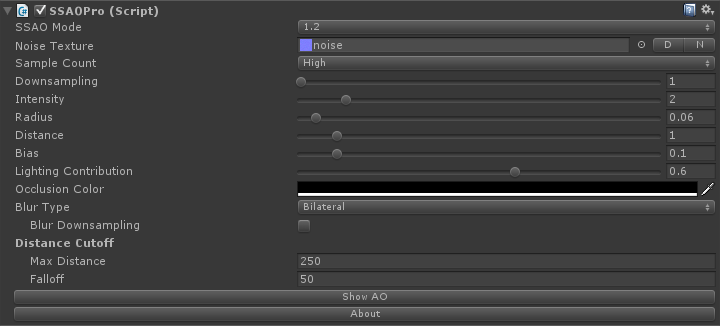 SSAOPro (Script)
SSAO Mode 1.2
Noise Texture noise D N
Sample Count High
Downsampling 1
Intensity 2
Radius 0.06
Distance 1
Bias 0.1
Lighting Contribution 0.6
Occlusion Color
Blur Type Bilateral
Blur Downsampling
Distance Cutoff
Max Distance 250
Falloff 50
Show AO
About